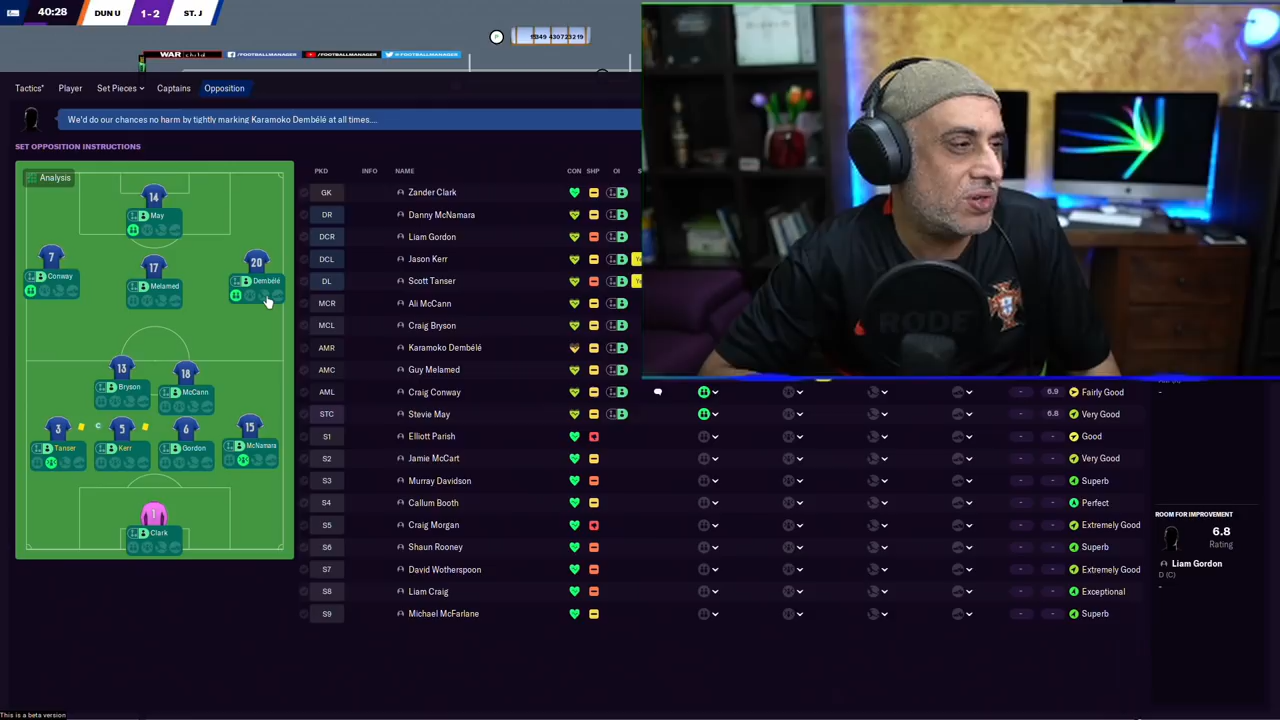 40:28 DUN U 1-2 ST. J
WAR /FOOTBALLMANAGER /FOOTBALLMANAGER @FOOTBALLMANAGER
Tactics* Player Set Pieces Captains Opposition
We'd do our chances no harm by tightly marking Karamoko Dembélé at all times....
SET OPPOSITION INSTRUCTIONS
Analysis
14
May
7
Conway
17
Melamed
20
Dembélé
13
Bryson
18
McCann
3
Tanser
C 5
Kerr
6
Gordon
15
McNamara
1
Clark
PKD INFO NAME CON SHP OI
GK Zander Clark
DR Danny McNamara
DCR Liam Gordon
DCL Jason Kerr
DL Scott Tanser
MCR Ali McCann
MCL Craig Bryson
AMR Karamoko Dembélé
AMC Guy Melamed
AML Craig Conway - 6.9 Fairly Good
STC Stevie May - 6.8 Very Good
S1 Elliott Parish - - Good
S2 Jamie McCart - - Very Good
S3 Murray Davidson - - Superb
S4 Callum Booth - - Perfect
S5 Craig Morgan - - Extremely Good
S6 Shaun Rooney - - Superb
S7 David Wotherspoon - - Extremely Good
S8 Liam Craig - - Exceptional
S9 Michael McFarlane - - Superb
RODE
-
ROOM FOR IMPROVEMENT
6.8
Rating
Liam Gordon
D (C)
-
This is a beta version